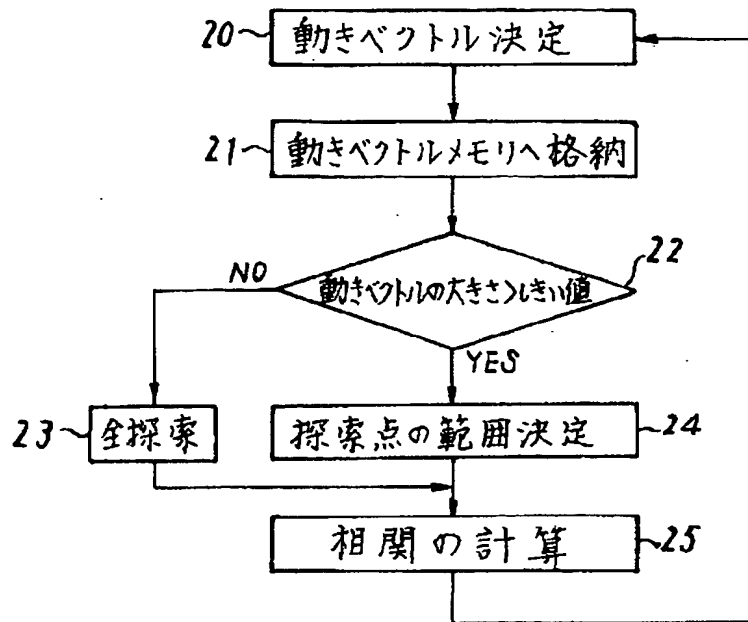 20 動きベクトル決定
21 動きベクトルメモリへ格納
22
動きベクトルの大きさ>しきい値
NO
YES
23 全探索
探索点の範囲決定 24
相関の計算 25